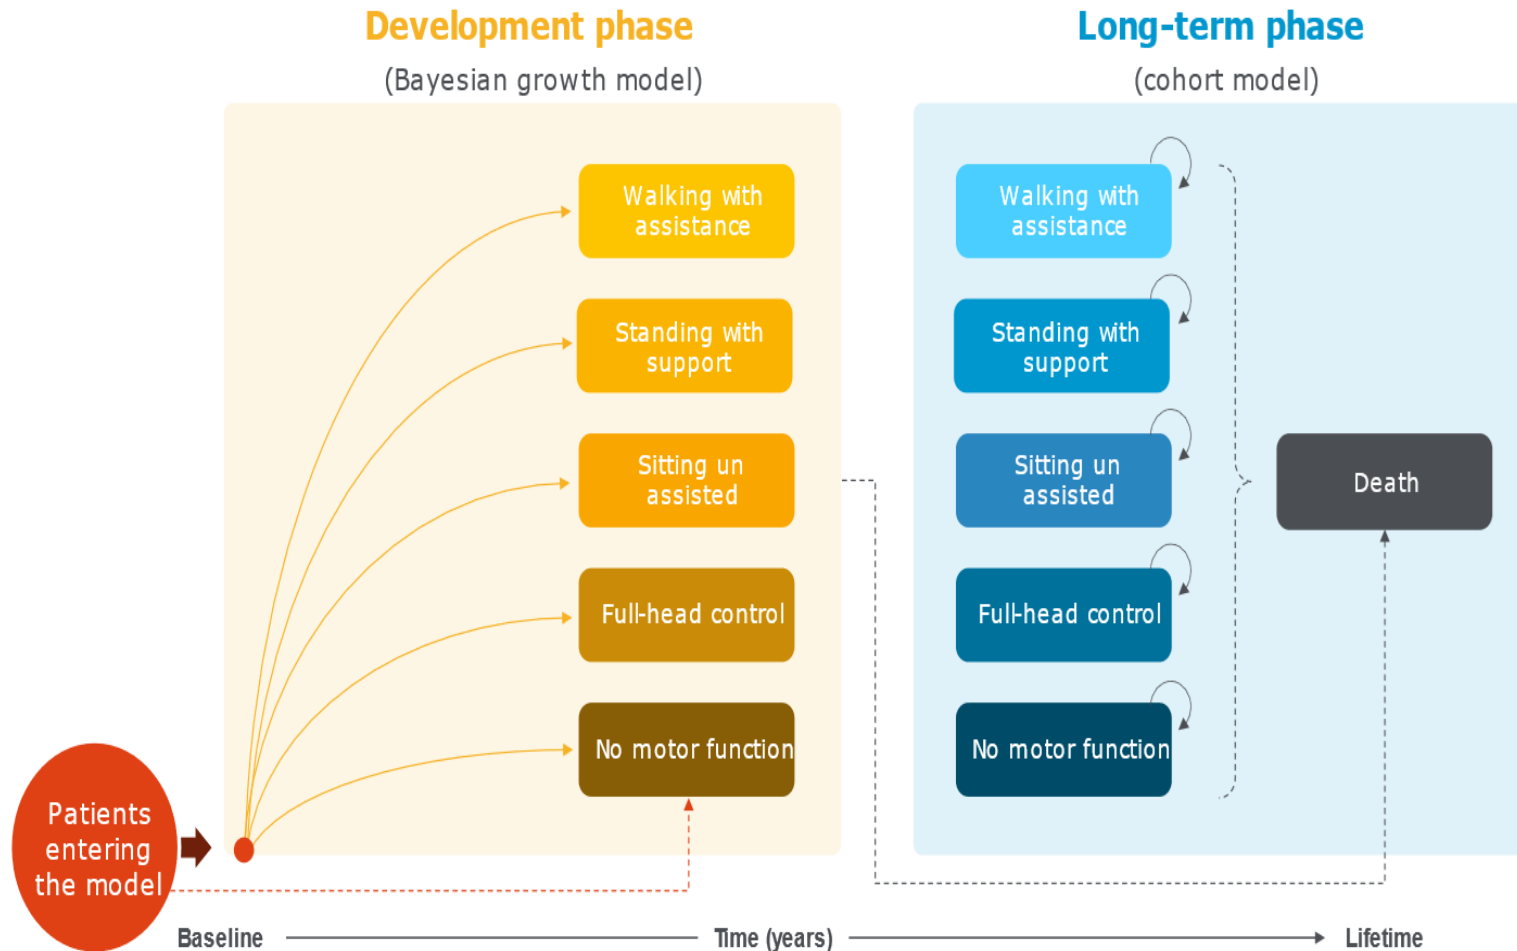 Development phase
(Bayesian growth model)
Walking with
assistance
Standing with
support
Sitting un
assisted
Full-head control
No motor function
Long-term phase
(cohort model)
Walking with
assistance
Standing with
support
Sitting un
assisted
Full-head control
No motor function
Death
Patients
entering
the model
Baseline
Time (years)
Lifetime